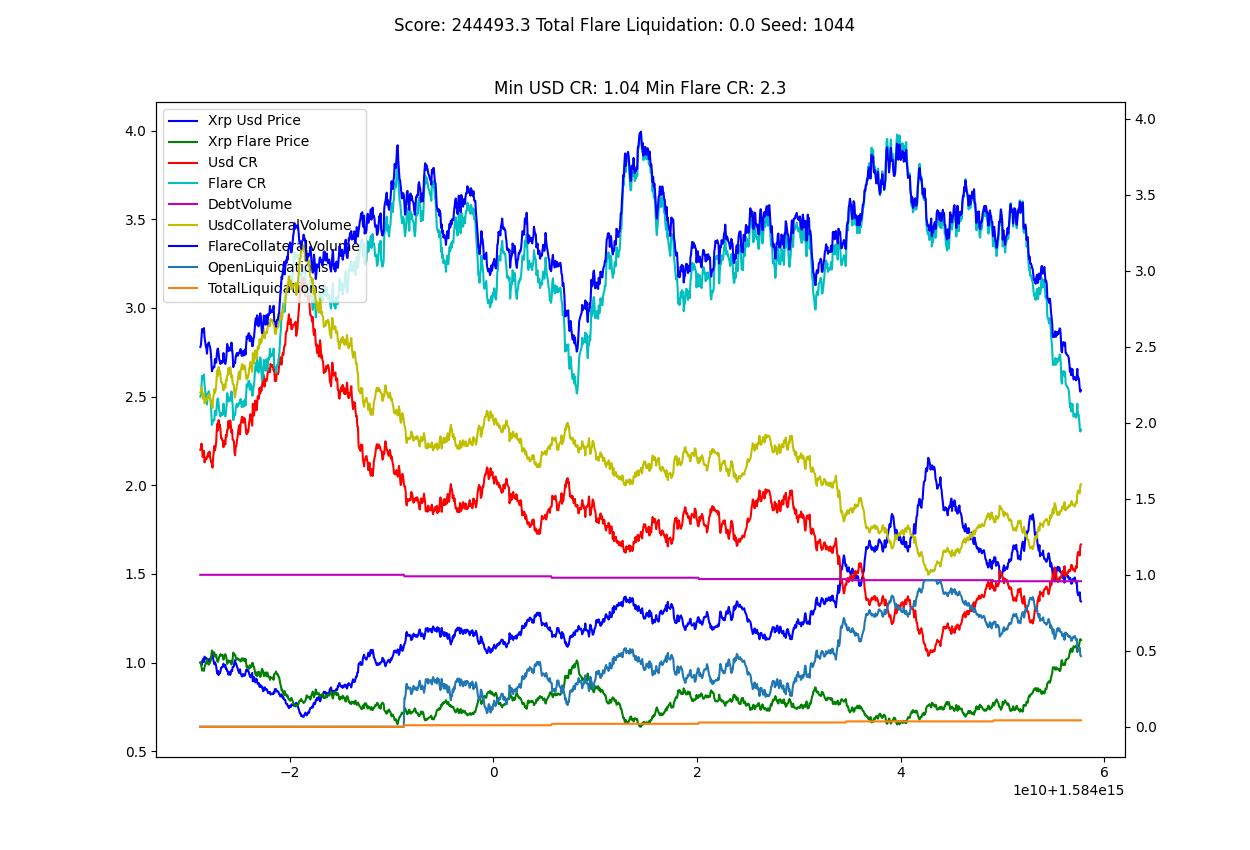 Score: 244493.3 Total Flare Liquidation: 0.0 Seed: 1044
Min USD CR: 1.04 Min Flare CR: 2.3
Xrp Usd Price
Xrp Flare Price
Usd CR
Flare CR
DebtVolume
UsdCollateralVolume
FlareCollateralVolume
OpenLiquidations
TotalLiquidations
4.0
3.5
3.0
2.5
2.0
1.5
1.0
0.5
4.0
3.5
3.0
2.5
2.0
1.5
1.0
0.5
0.0
−2 0 2 4 6
1e10+1.584e15